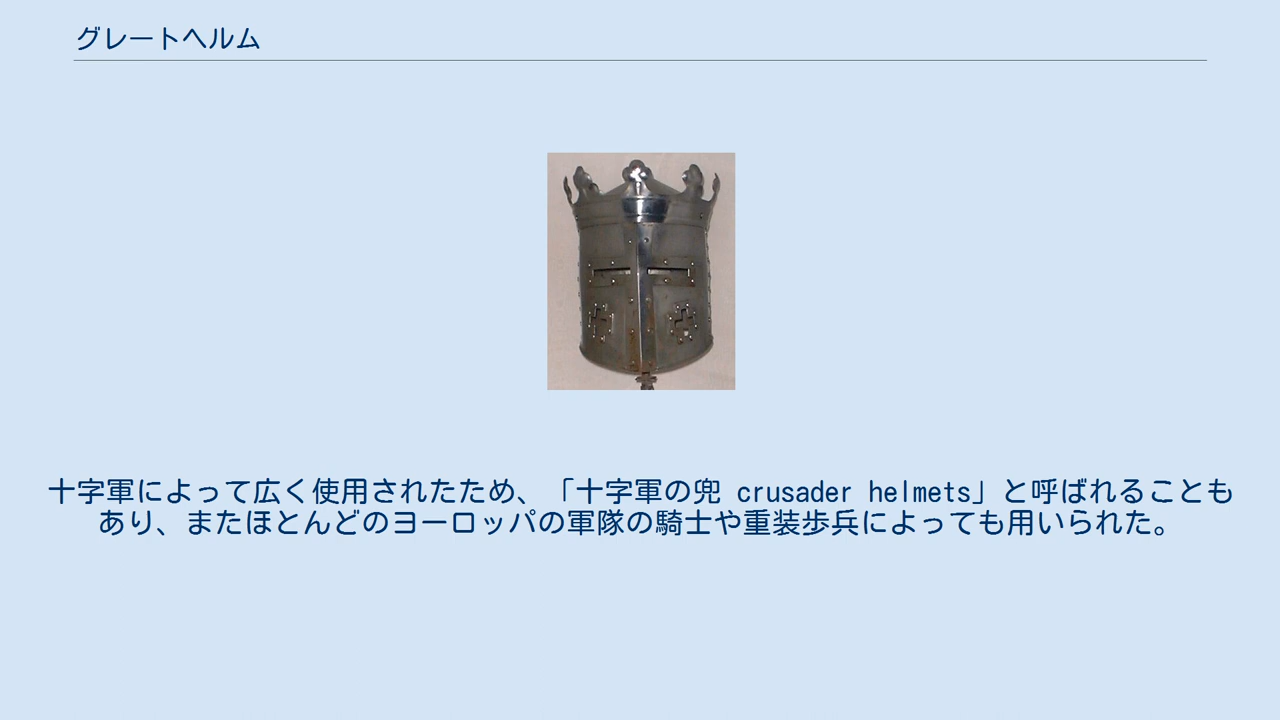 グレートヘルム
十字軍によって広く使用されたため、「十字軍の兜 crusader helmets」と呼ばれることも
あり、またほとんどのヨーロッパの軍隊の騎士や重装歩兵によっても用いられた。